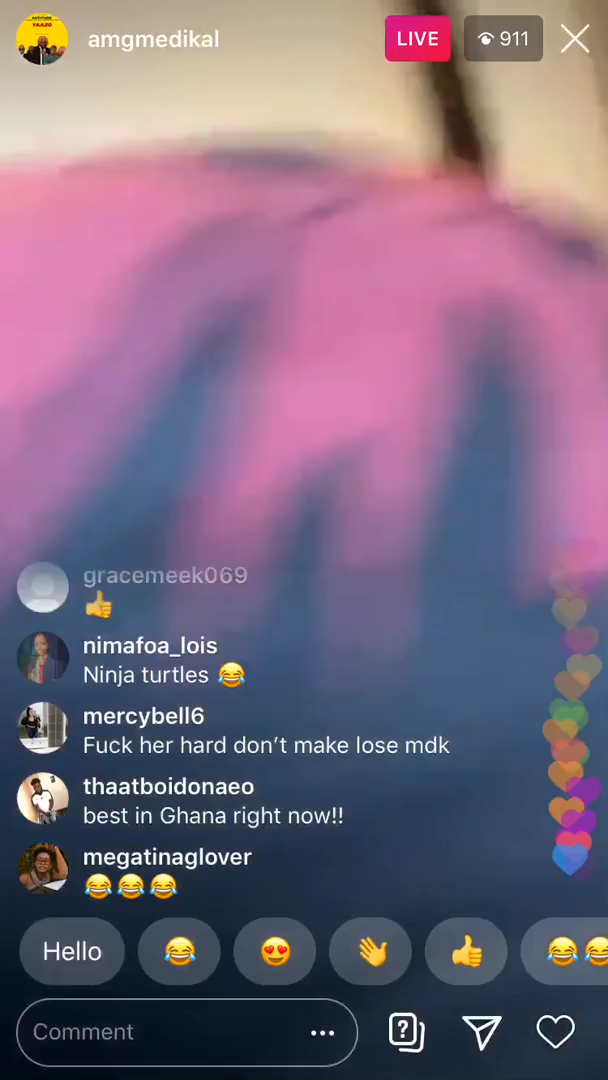 amgmedikal
LIVE
911
gracemeek069
👍
nimafoa_lois
Ninja turtles 😂
mercybell6
Fuck her hard don’t make lose mdk
thaatboidonaeo
best in Ghana right now!!
megatinaglover
😂😂😂
Hello
Comment